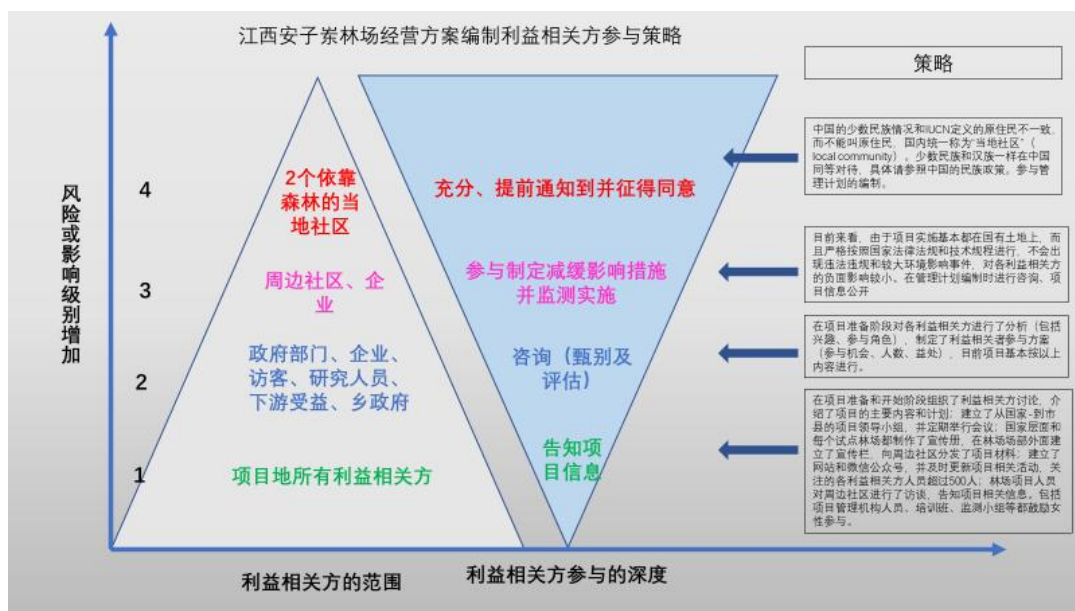 江西安子岽林场经营方案编制利益相关方参与策略
策略
风险或影响级别增加
4
2个依靠
森林的当
地社区
充分、提前通知到并征得同意
中国的少数民族情况和IUCN定义的原住民不一致,
而不能叫原住民, 国内统一称为“当地社区”(
local community)。少数民族和汉族一样在中国
同等对待, 具体请参照中国的民族政策。参与管
理计划的编制。
3
周边社区、企
业
参与制定减缓影响措施
并监测实施
目前来看, 由于项目实施基本都在国有土地上, 而
且严格按照国家法律法规和技术规程进行, 不会出
现违法违规和较大环境影响事件, 对各利益相关方
的负面影响较小。在管理计划编制时进行咨询、项
目信息公开
2
政府部门、企业、
访客、研究人员、
下游受益、乡政府
咨询(甄别及
评估)
在项目准备阶段对各利益相关方进行了分析(包括
兴趣、参与角色), 制定了利益相关者参与方案
(参与机会、人数、益处), 目前项目基本按以上
内容进行。
1
项目地所有利益相关方
告知项
目信息
在项目准备和开始阶段组织了利益相关方讨论, 介
绍了项目的主要内容和计划; 建立了从国家-到市
县的项目领导小组, 并定期举行会议; 国家层面和
每个试点林场都制作了宣传册, 在林场场部外面建
立了宣传栏, 向周边社区分发了项目材料; 建立了
网站和微信公众号, 并及时更新项目相关活动, 关
注的各利益相关方人员超过500人; 林场项目人员
对周边社区进行了访谈, 告知项目相关信息。包括
项目管理机构人员、培训班、监测小组等都鼓励女
性参与。
利益相关方的范围
利益相关方参与的深度